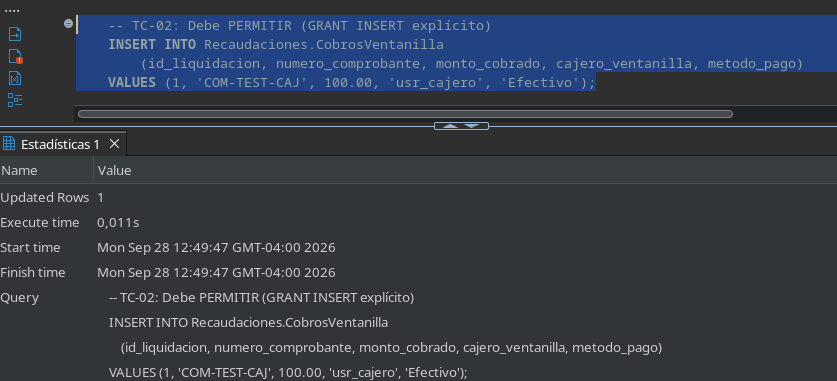 -- TC-02: Debe PERMITIR (GRANT INSERT explícito)
INSERT INTO Recaudaciones.CobrosVentanilla
(id_liquidacion, numero_comprobante, monto_cobrado, cajero_ventanilla, metodo_pago)
VALUES (1, 'COM-TEST-CAJ', 100.00, 'usr_cajero', 'Efectivo');
Estadísticas 1
Name Value
Updated Rows 1
Execute time 0,011s
Start time Mon Sep 28 12:49:47 GMT-04:00 2026
Finish time Mon Sep 28 12:49:47 GMT-04:00 2026
Query -- TC-02: Debe PERMITIR (GRANT INSERT explícito)
INSERT INTO Recaudaciones.CobrosVentanilla
(id_liquidacion, numero_comprobante, monto_cobrado, cajero_ventanilla, metodo_pago)
VALUES (1, 'COM-TEST-CAJ', 100.00, 'usr_cajero', 'Efectivo');